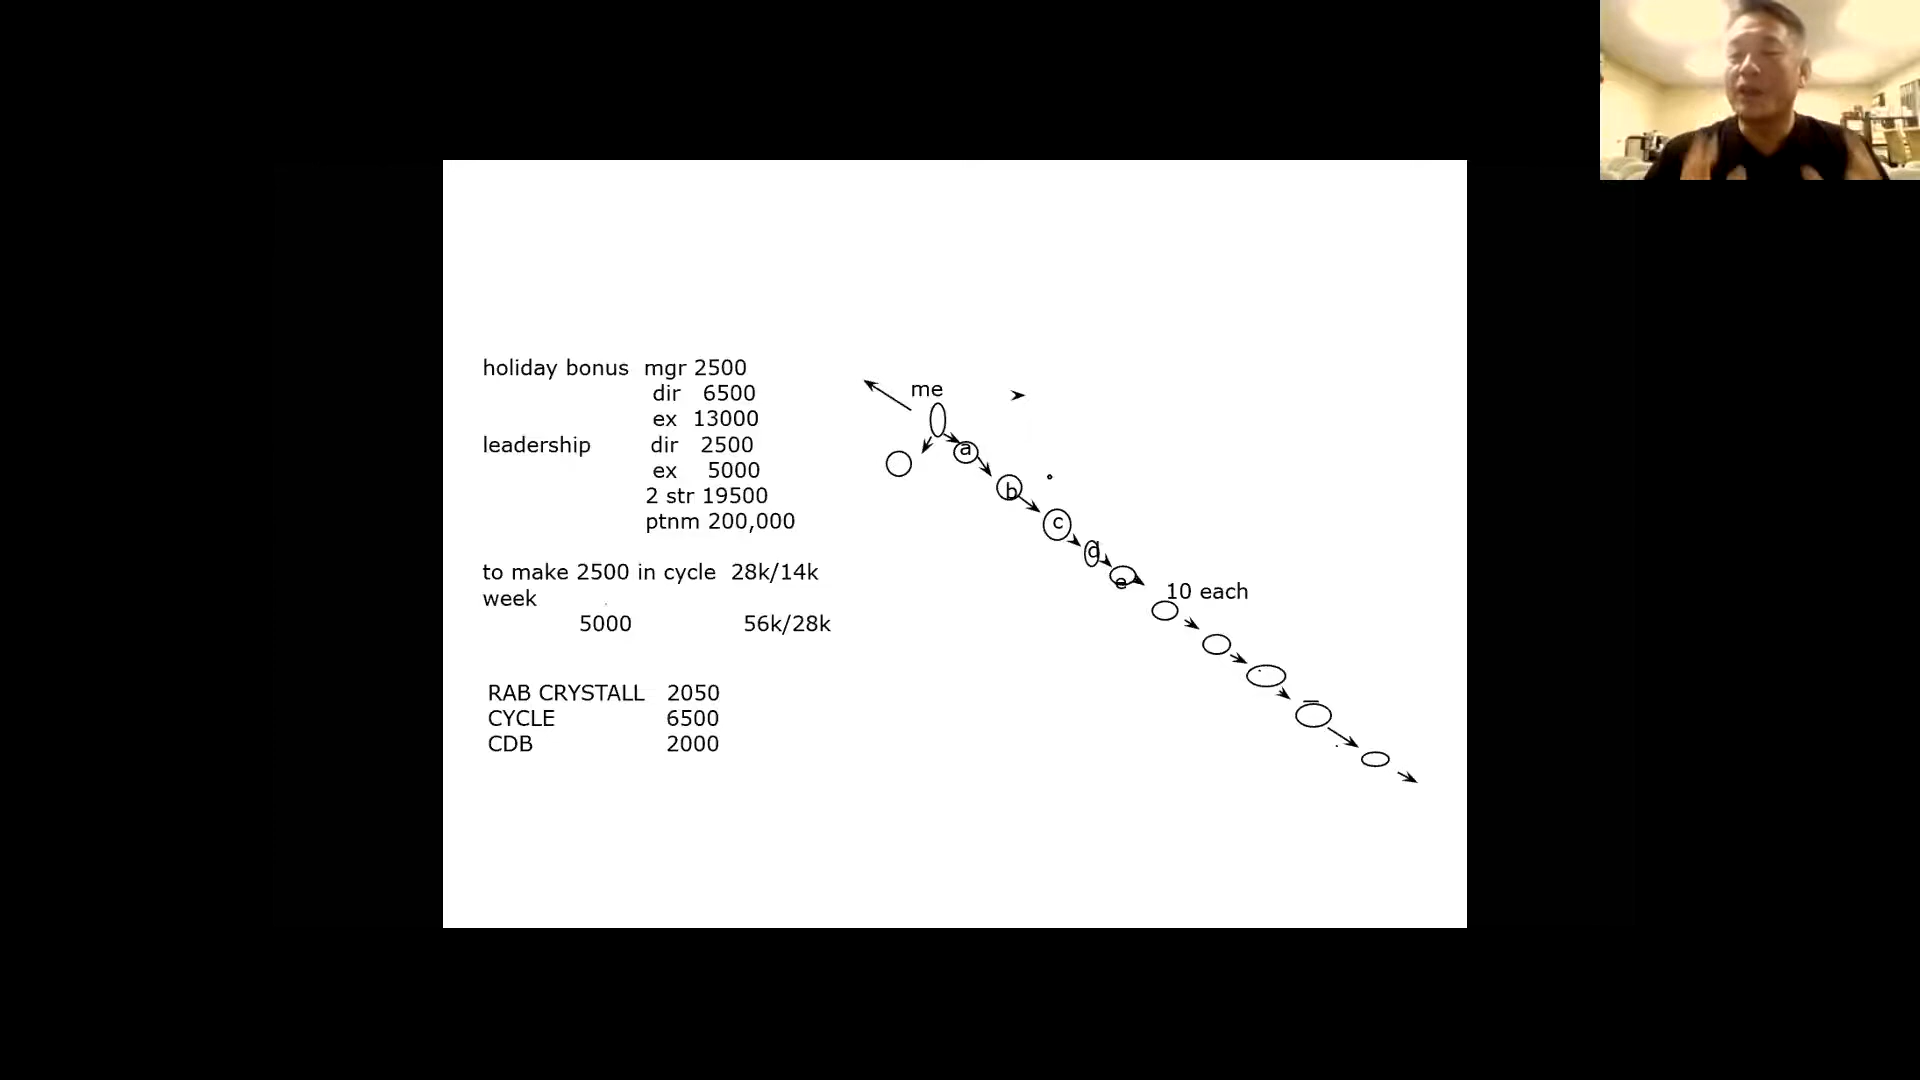 holiday bonus mgr 2500
dir 6500
ex 13000
leadership dir 2500
ex 5000
2 str 19500
ptnm 200,000
to make 2500 in cycle 28k/14k
week
5000 56k/28k
RAB CRYSTALL 2050
CYCLE 6500
CDB 2000
me
a
b
c
d
e
10 each